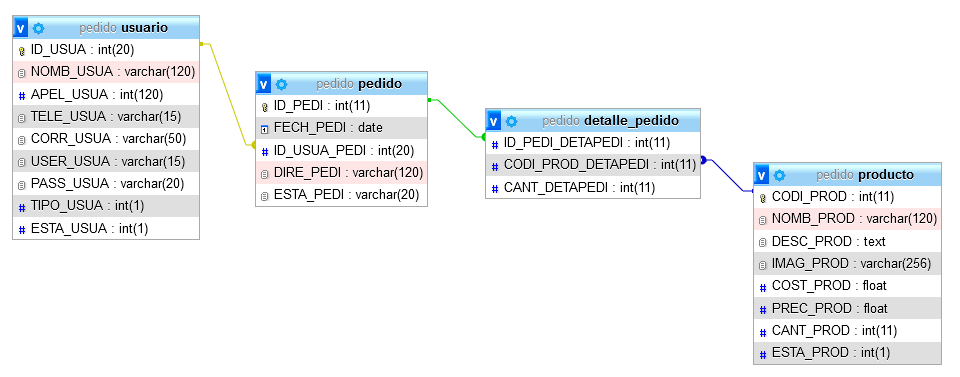 v pedido usuario
ID_USUA : int(20)
NOMB_USUA : varchar(120)
# APEL_USUA : int(120)
TELE_USUA : varchar(15)
CORR_USUA : varchar(50)
USER_USUA : varchar(15)
PASS_USUA : varchar(20)
# TIPO_USUA : int(1)
# ESTA_USUA : int(1)
v pedido pedido
ID_PEDI : int(11)
FECH_PEDI : date
# ID_USUA_PEDI : int(20)
DIRE_PEDI : varchar(120)
ESTA_PEDI : varchar(20)
v pedido detalle_pedido
# ID_PEDI_DETAPEDI : int(11)
# CODI_PROD_DETAPEDI : int(11)
# CANT_DETAPEDI : int(11)
v pedido producto
CODI_PROD : int(11)
NOMB_PROD : varchar(120)
DESC_PROD : text
IMAG_PROD : varchar(256)
# COST_PROD : float
# PREC_PROD : float
# CANT_PROD : int(11)
# ESTA_PROD : int(1)